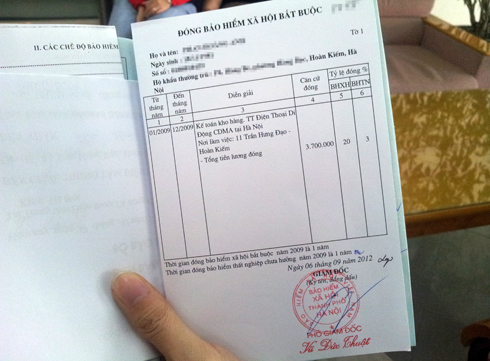 II. CÁC CHẾ ĐỘ BẢO HIỂM
ĐÓNG BẢO HIỂM XÃ HỘI BẮT BUỘC
Tờ 1
Họ và tên:
Ngày sinh:
Số sổ:
Hộ khẩu thường trú: Hoàn Kiếm, Hà
Nội
Từ tháng năm
Đến tháng năm
Diễn giải
Căn cứ đóng
Tỷ lệ đóng %
BHXH
BHTN
1 2 3 4 5 6
01/2009 12/2009 Kế toán kho hàng. TT Điện Thoại Di
Động CDMA tại Hà Nội
Nơi làm việc: 11 Trần Hưng Đạo -
Hoàn Kiếm
- Tổng tiền lương đóng
3.700.000 20 3
Thời gian đóng bảo hiểm xã hội bắt buộc năm 2009 là 1 năm
Thời gian đóng bảo hiểm thất nghiệp chưa hưởng năm 2009 là 1 năm
Ngày 06 tháng 09 năm 2012
GIÁM ĐỐC
(Ký tên, đóng dấu)
BẢO HIỂM
XÃ HỘI
THÀNH PHỐ
HÀ NỘI
PHÓ GIÁM ĐỐC
Vũ Đức Thuật